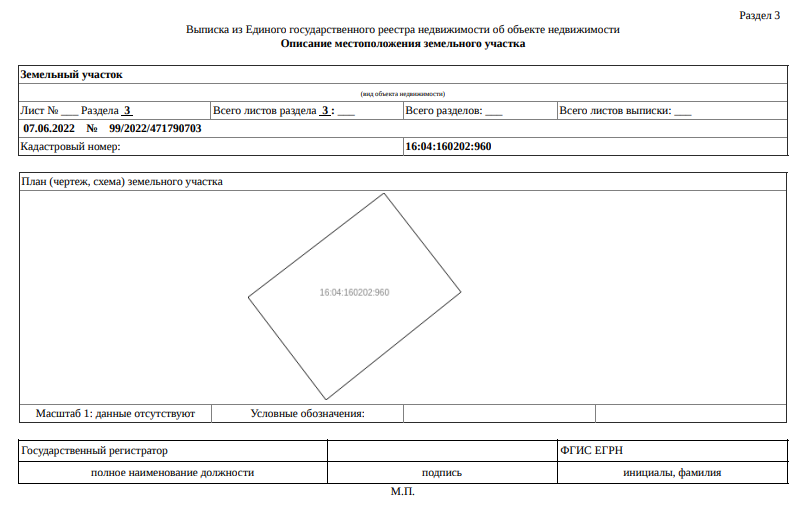 Раздел 3
Выписка из Единого государственного реестра недвижимости об объекте недвижимости
Описание местоположения земельного участка
Земельный участок
(вид объекта недвижимости)
Лист № ___ Раздела 3 Всего листов раздела 3 : ___ Всего разделов: ___ Всего листов выписки: ___
07.06.2022 № 99/2022/471790703
Кадастровый номер: 16:04:160202:960
План (чертеж, схема) земельного участка
16:04:160202:960
Масштаб 1: данные отсутствуют Условные обозначения:
Государственный регистратор ФГИС ЕГРН
полное наименование должности подпись инициалы, фамилия
М.П.